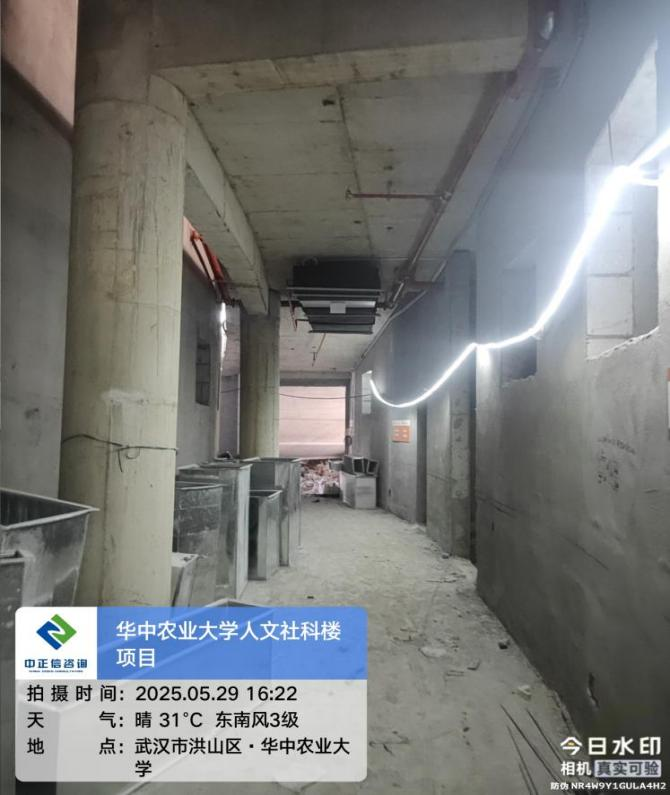 华中农业大学人文社科楼
项目
中正信咨询
拍摄时间：2025.05.29 16:22
天气：晴 31℃ 东南风3级
地点：武汉市洪山区·华中农业大
学
今日水印
相机 真实可验
防伪 NR4W9Y1GULA4H2